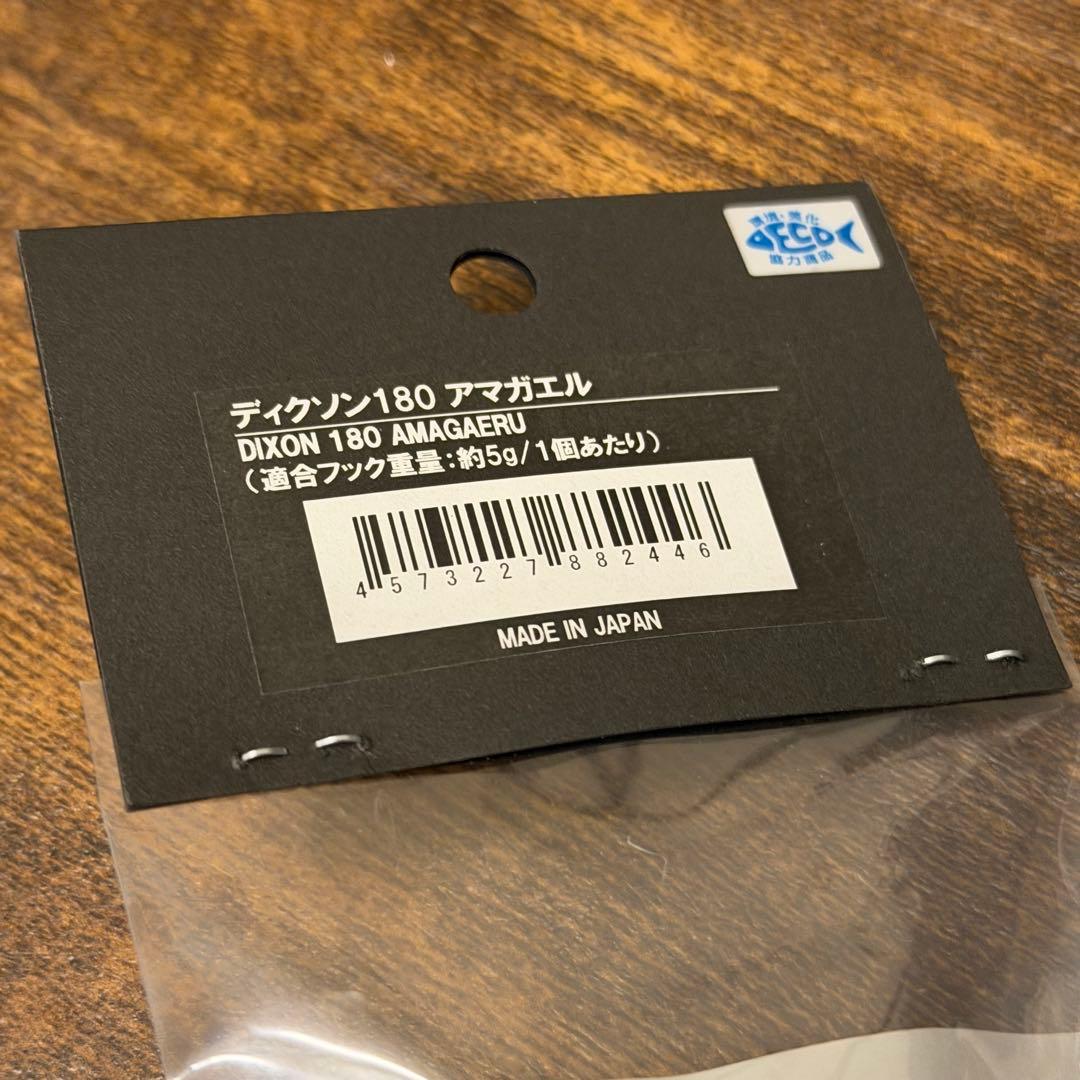 環境・美化
DECO
協力商品
ディクソン180 アマガエル
DIXON 180 AMAGAERU
（適合フック重量：約5g/1個あたり）
4573227882446
MADE IN JAPAN